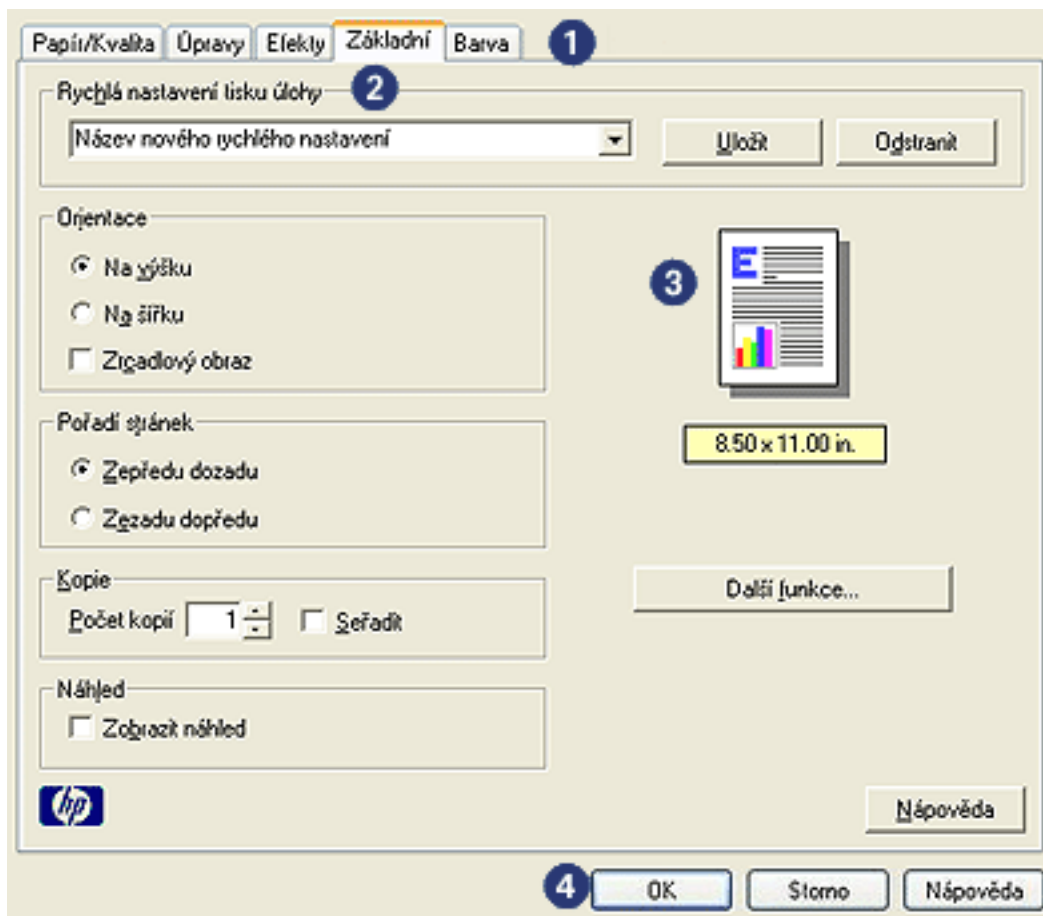 Papír/Kvalita Úpravy Efekty Základní Barva 1
Rychlá nastavení tisku úlohy 2
Název nového rychlého nastavení Uložit Odstranit
Orientace
Na výšku
Na šířku
Zrcadlový obraz
3
E
8.50 x 11.00 in.
Pořadí stránek
Zepředu dozadu
Zezadu dopředu
Kopie
Počet kopií 1 Seřadit
Další funkce...
Náhled
Zobrazit náhled
hp
Nápověda
4 OK Storno Nápověda